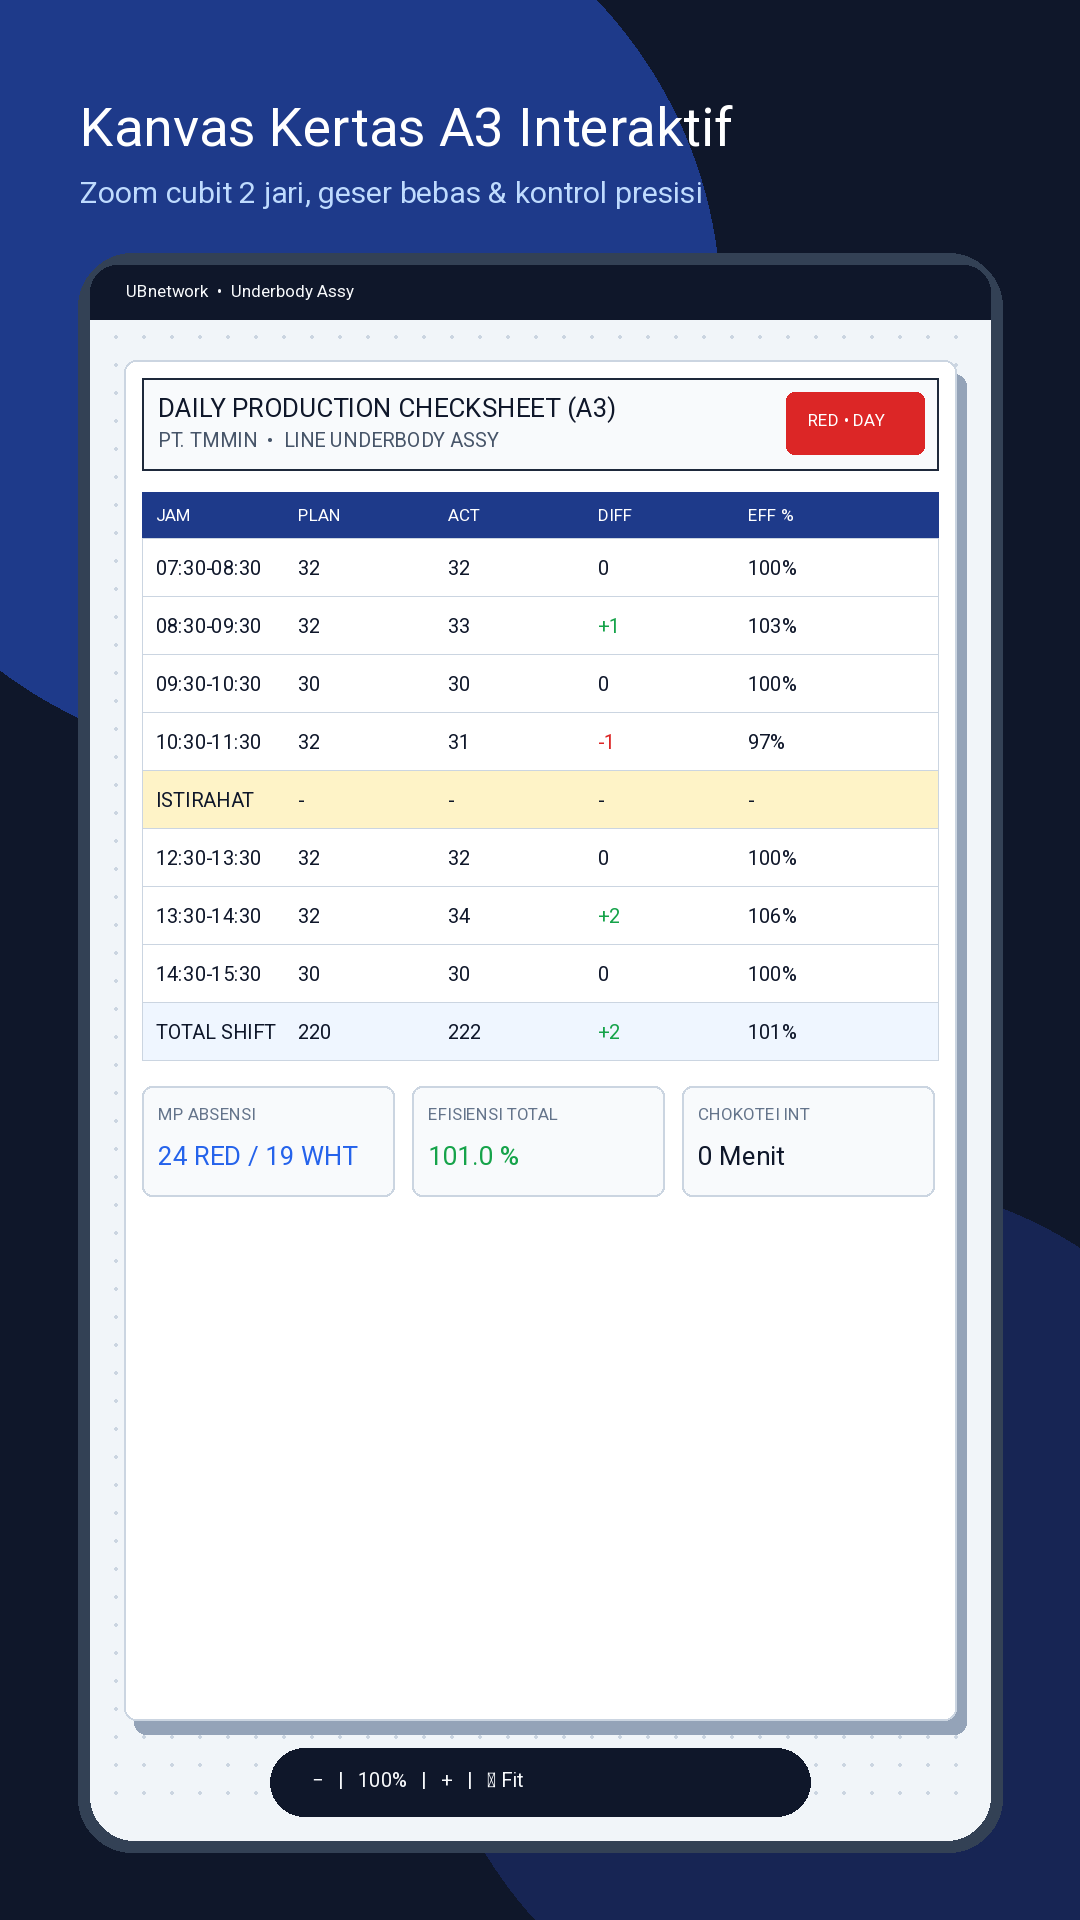 Kanvas Kertas A3 Interaktif
Zoom cubit 2 jari, geser bebas & kontrol presisi
UBnetwork • Underbody Assy
DAILY PRODUCTION CHECKSHEET (A3)
PT. TMMIN • LINE UNDERBODY ASSY
RED • DAY
JAM PLAN ACT DIFF EFF %
07:30-08:30 32 32 0 100%
08:30-09:30 32 33 +1 103%
09:30-10:30 30 30 0 100%
10:30-11:30 32 31 -1 97%
ISTIRAHAT - - - -
12:30-13:30 32 32 0 100%
13:30-14:30 32 34 +2 106%
14:30-15:30 30 30 0 100%
TOTAL SHIFT 220 222 +2 101%
MP ABSENSI EFISIENSI TOTAL CHOKOTEI INT
24 RED / 19 WHT 101.0 % 0 Menit
− | 100% | + | Fit